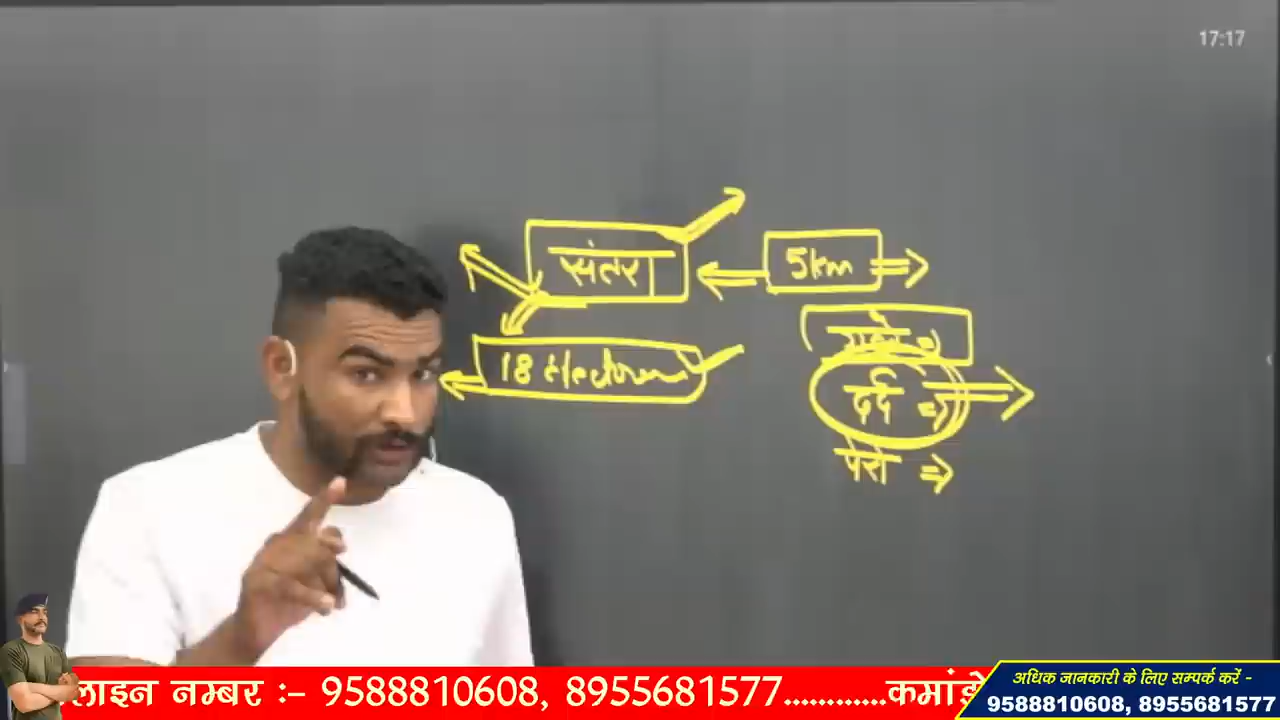 17:17
संतरा
5km
18
दर्द ⇒
पैरो ⇒
लाइन नम्बर :- 9588810608, 8955681577............कमांडो
अधिक जानकारी के लिए सम्पर्क करें -
9588810608, 8955681577